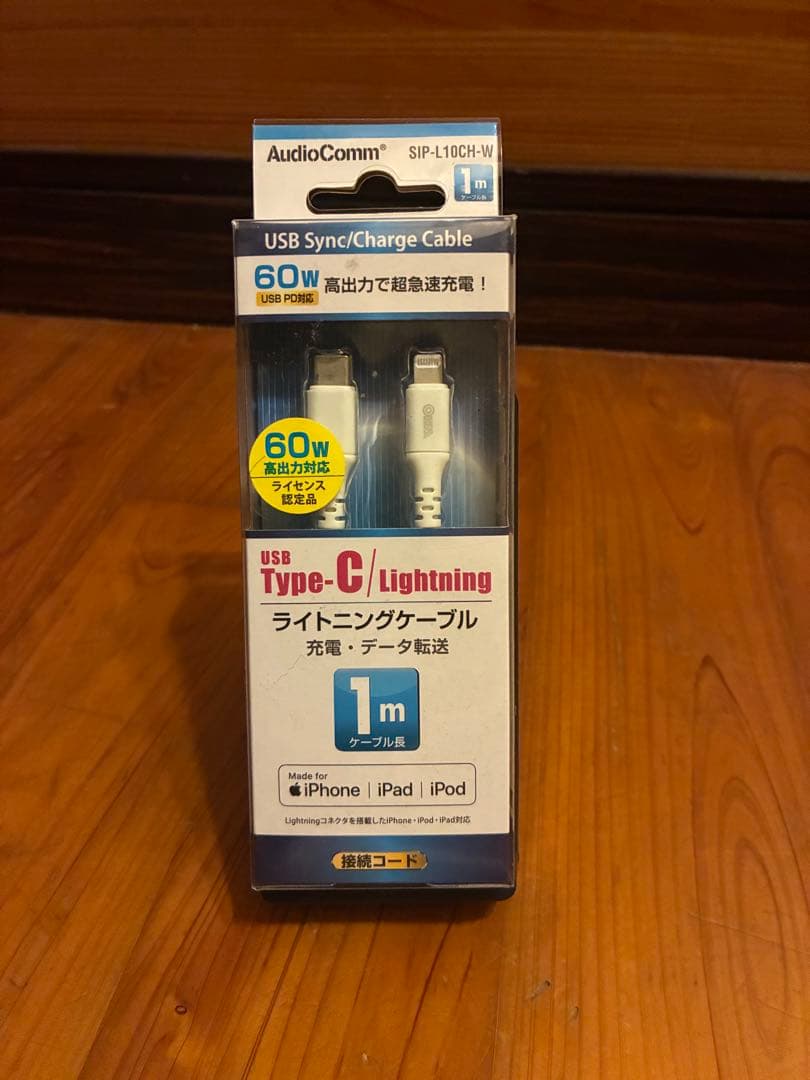 AudioComm®
SIP-L10CH-W
1m
ケーブル長
USB Sync/Charge Cable
60W
USB PD対応
高出力で超急速充電！
60W
高出力対応
ライセンス
認定品
USB
Type-C/Lightning
ライトニングケーブル
充電・データ転送
1m
ケーブル長
Made for
iPhone | iPad | iPod
Lightningコネクタを搭載したiPhone・iPod・iPad対応
接続コード